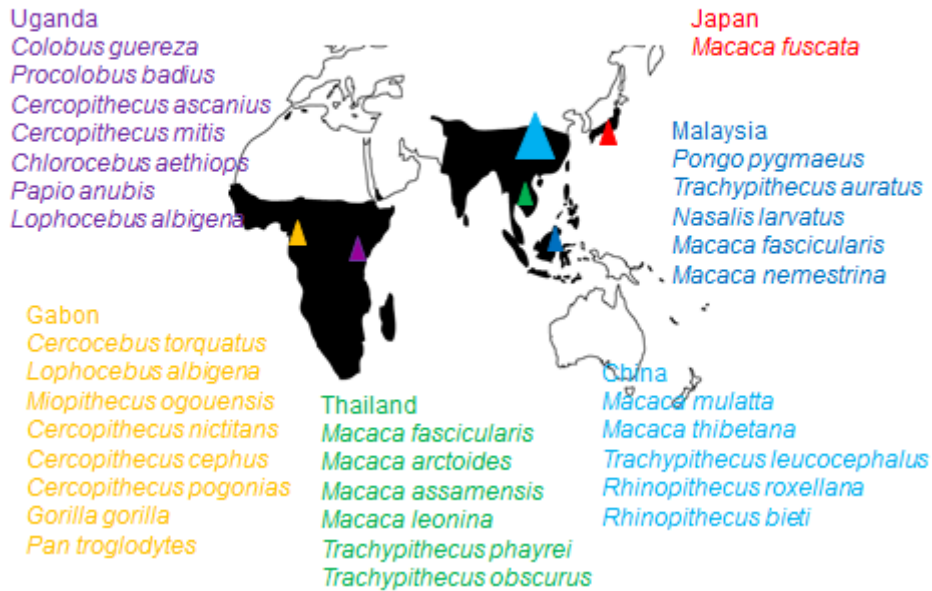 Uganda
Colobus guereza
Procolobus badius
Cercopithecus ascanius
Cercopithecus mitis
Chlorocebus aethiops
Papio anubis
Lophocebus albigena
Japan
Macaca fuscata
Malaysia
Pongo pygmaeus
Trachypithecus auratus
Nasalis larvatus
Macaca fascicularis
Macaca nemestrina
Gabon
Cercocebus torquatus
Lophocebus albigena
Miopithecus ogouensis
Cercopithecus nictitans
Cercopithecus cephus
Cercopithecus pogonias
Gorilla gorilla
Pan troglodytes
Thailand
Macaca fascicularis
Macaca arctoides
Macaca assamensis
Macaca leonina
Trachypithecus phayrei
Trachypithecus obscurus
China
Macaca mulatta
Macaca thibetana
Trachypithecus leucocephalus
Rhinopithecus roxellana
Rhinopithecus bieti